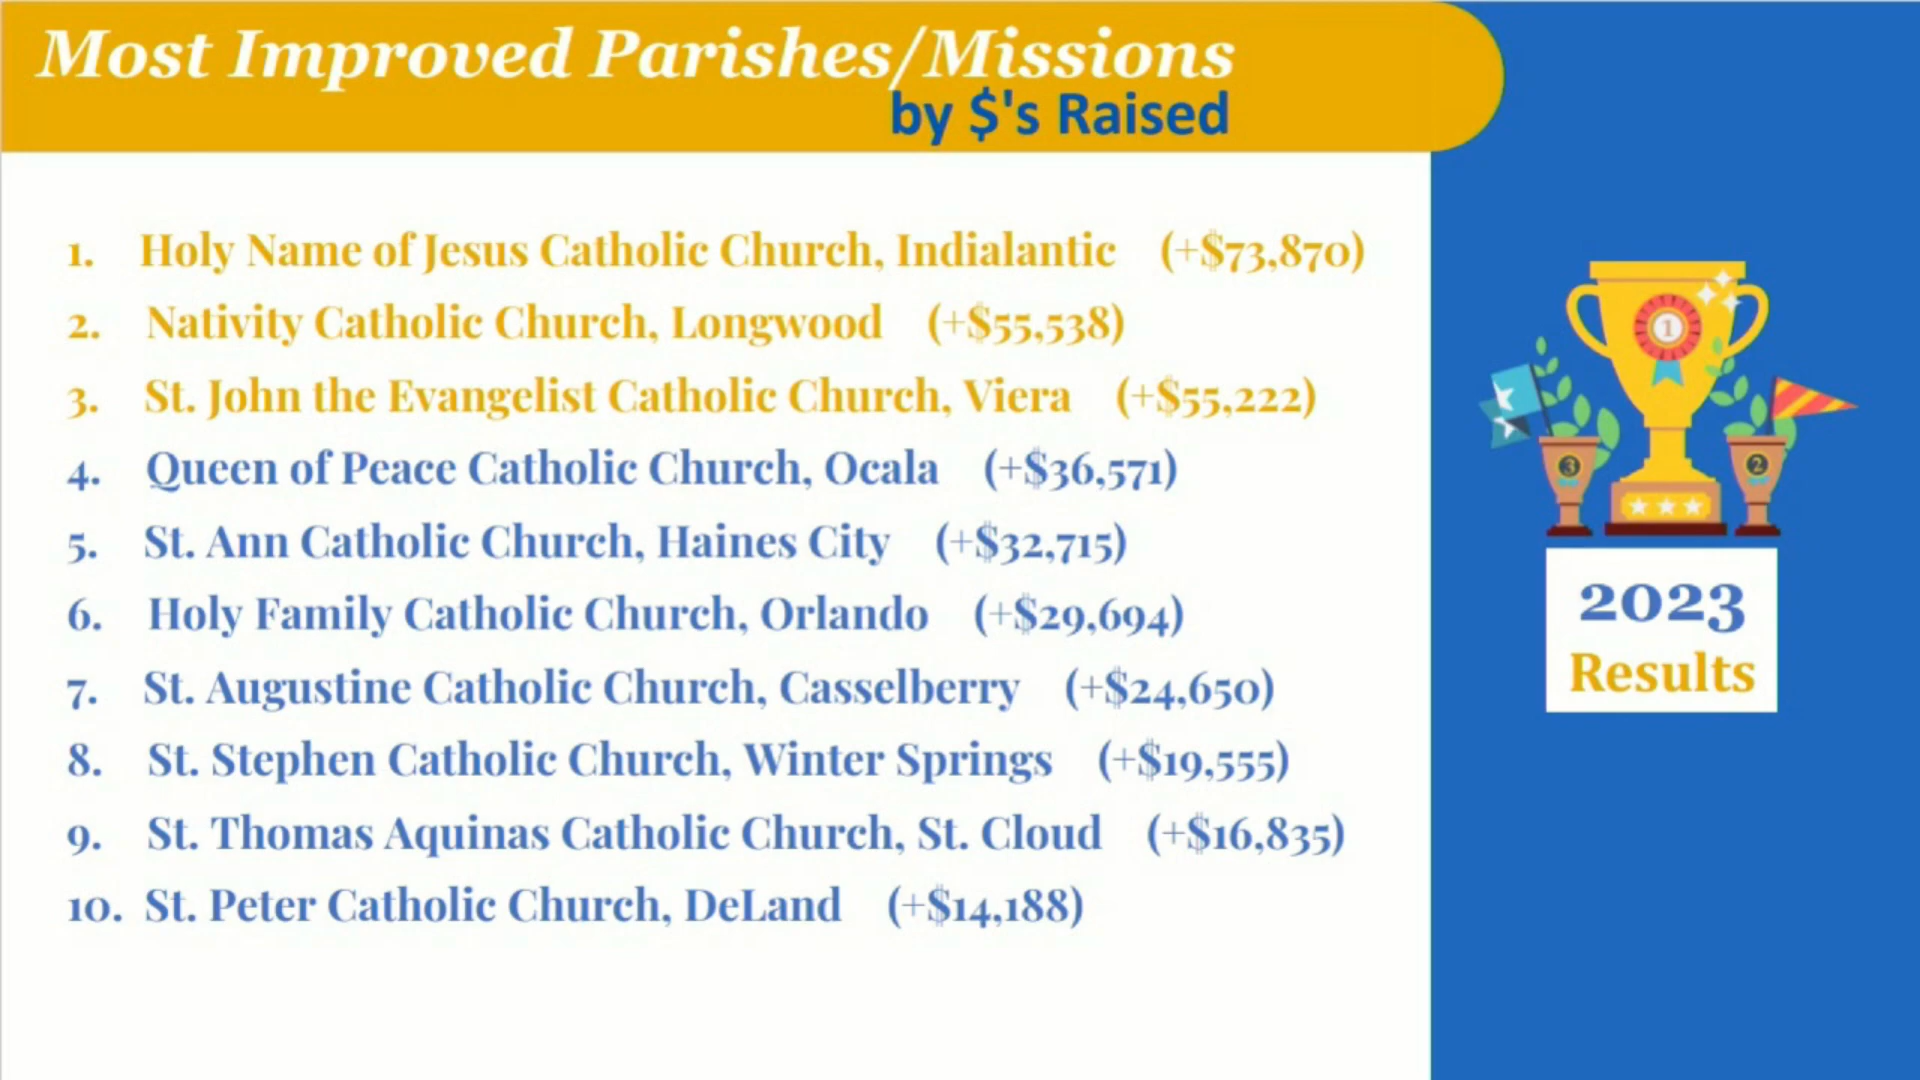 Most Improved Parishes/Missions
by $'s Raised
1. Holy Name of Jesus Catholic Church, Indialantic (+$73,870)
2. Nativity Catholic Church, Longwood (+$55,538)
3. St. John the Evangelist Catholic Church, Viera (+$55,222)
4. Queen of Peace Catholic Church, Ocala (+$36,571)
5. St. Ann Catholic Church, Haines City (+$32,715)
6. Holy Family Catholic Church, Orlando (+$29,694)
7. St. Augustine Catholic Church, Casselberry (+$24,650)
8. St. Stephen Catholic Church, Winter Springs (+$19,555)
9. St. Thomas Aquinas Catholic Church, St. Cloud (+$16,835)
10. St. Peter Catholic Church, DeLand (+$14,188)
1
3
2
2023
Results